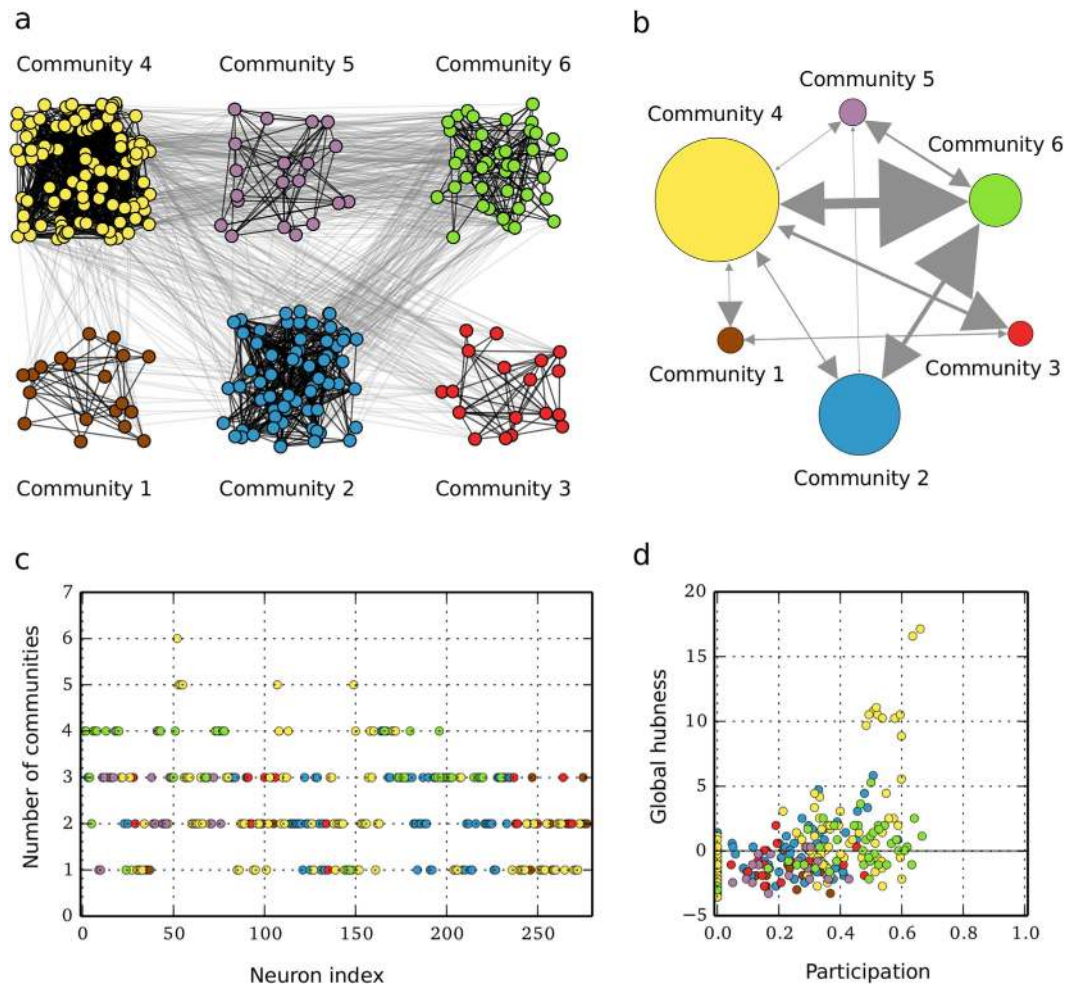 a
Community 4 Community 5 Community 6
Community 1 Community 2 Community 3
b
Community 5
Community 4
Community 6
Community 3
Community 1
Community 2
c
Number of communities
7
6
5
4
3
2
1
0
0 50 100 150 200 250
Neuron index
d
Global hubness
20
15
10
5
0
−5
0.0 0.2 0.4 0.6 0.8 1.0
Participation